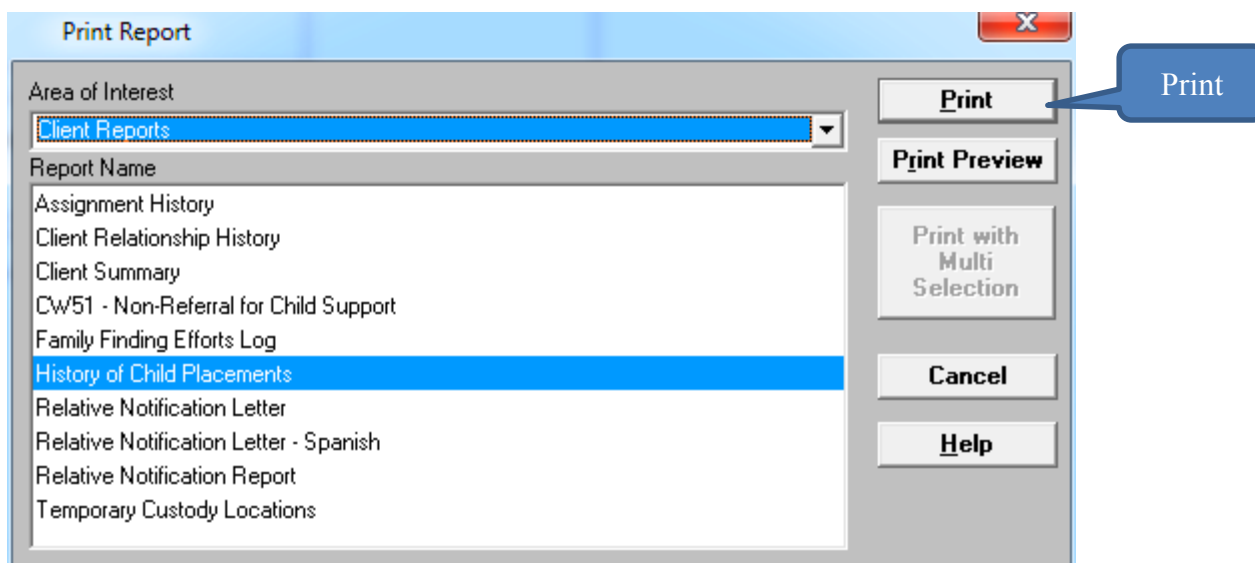 Print Report
X
Area of Interest
Client Reports
Report Name
Assignment History
Client Relationship History
Client Summary
CW51 - Non-Referral for Child Support
Family Finding Efforts Log
History of Child Placements
Relative Notification Letter
Relative Notification Letter - Spanish
Relative Notification Report
Temporary Custody Locations
Print
Print Preview
Print with
Multi
Selection
Cancel
Help
Print